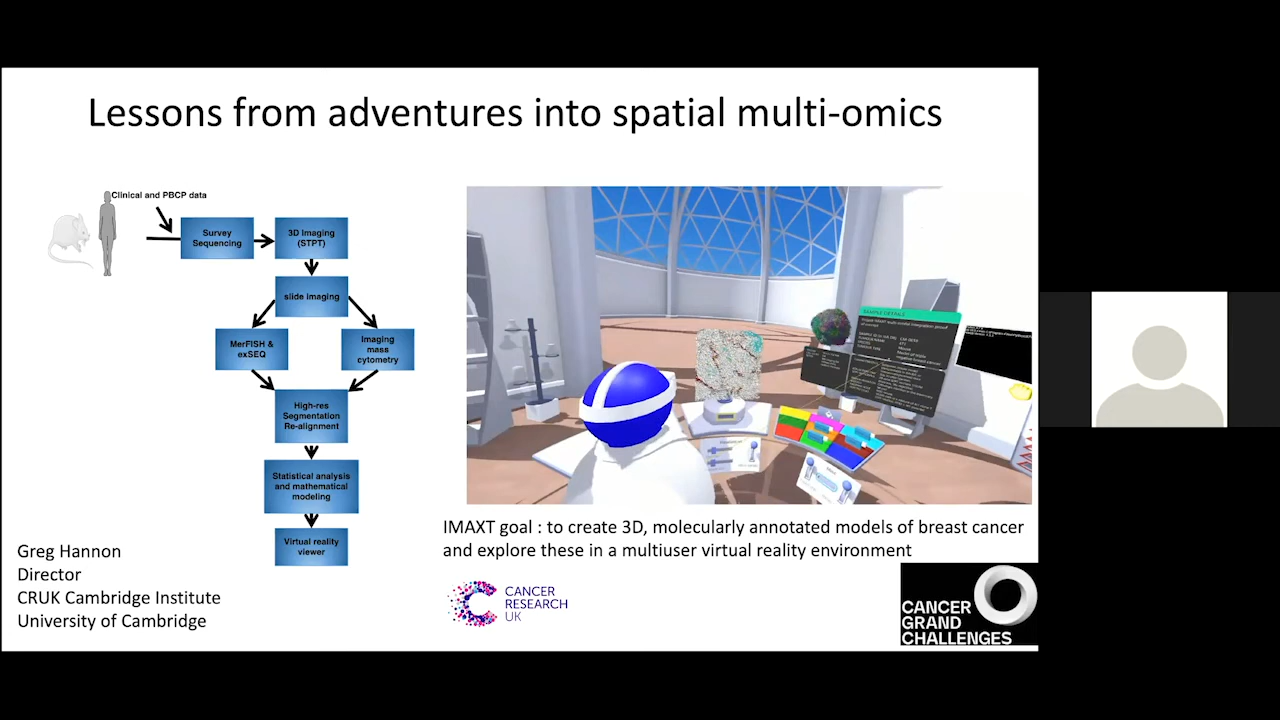 Lessons from adventures into spatial multi-omics
Clinical and PBCP data
Survey
Sequencing
3D Imaging
(STPT)
slide imaging
MerFISH &
exSEQ
Imaging
mass
cytometry
High-res
Segmentation
Re-alignment
Statistical analysis
and mathematical
modeling
Virtual reality
viewer
SAMPLE DETAILS
IMAXT goal : to create 3D, molecularly annotated models of breast cancer
and explore these in a multiuser virtual reality environment
Greg Hannon
Director
CRUK Cambridge Institute
University of Cambridge
CANCER
RESEARCH
UK
CANCER
GRAND
CHALLENGES